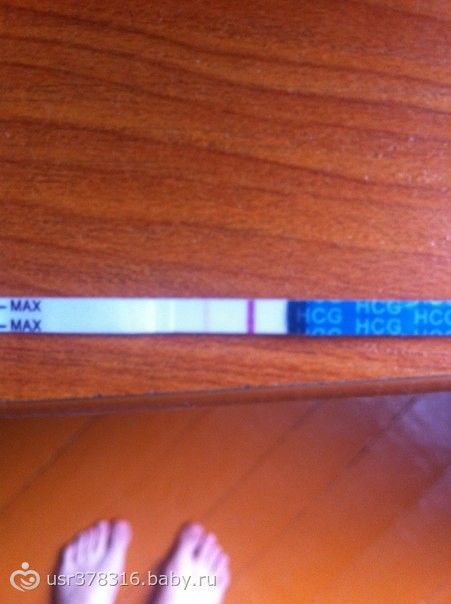 MAX
MAX
HCG HCG
HCG HCG HCG
usr378316.baby.ru